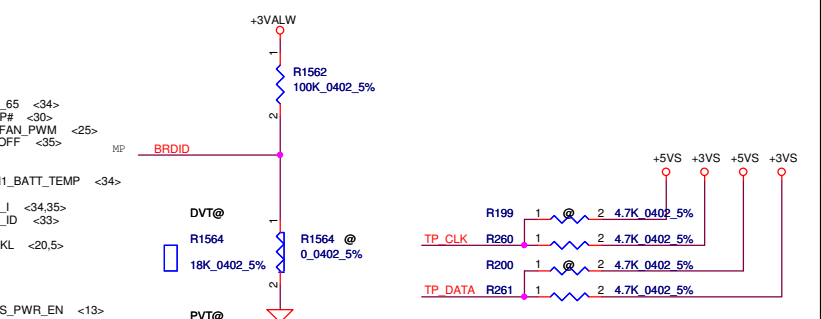 +3VALW
1
R1562
100K_0402_5%
2
_65 <34>
P# <30>
FAN_PWM <25>
OFF <35>
MP BRDID
+5VS +3VS +5VS +3VS
1_BATT_TEMP <34>
_I <34,35>
_ID <33>
KL <20,5>
DVT@
R1564
18K_0402_5%
1
R1564 @
0_0402_5%
2
R199 1 @ 2 4.7K_0402_5%
TP_CLK R260 1 2 4.7K_0402_5%
R200 1 @ 2 4.7K_0402_5%
TP_DATA R261 1 2 4.7K_0402_5%
S_PWR_EN <13>
PVT@